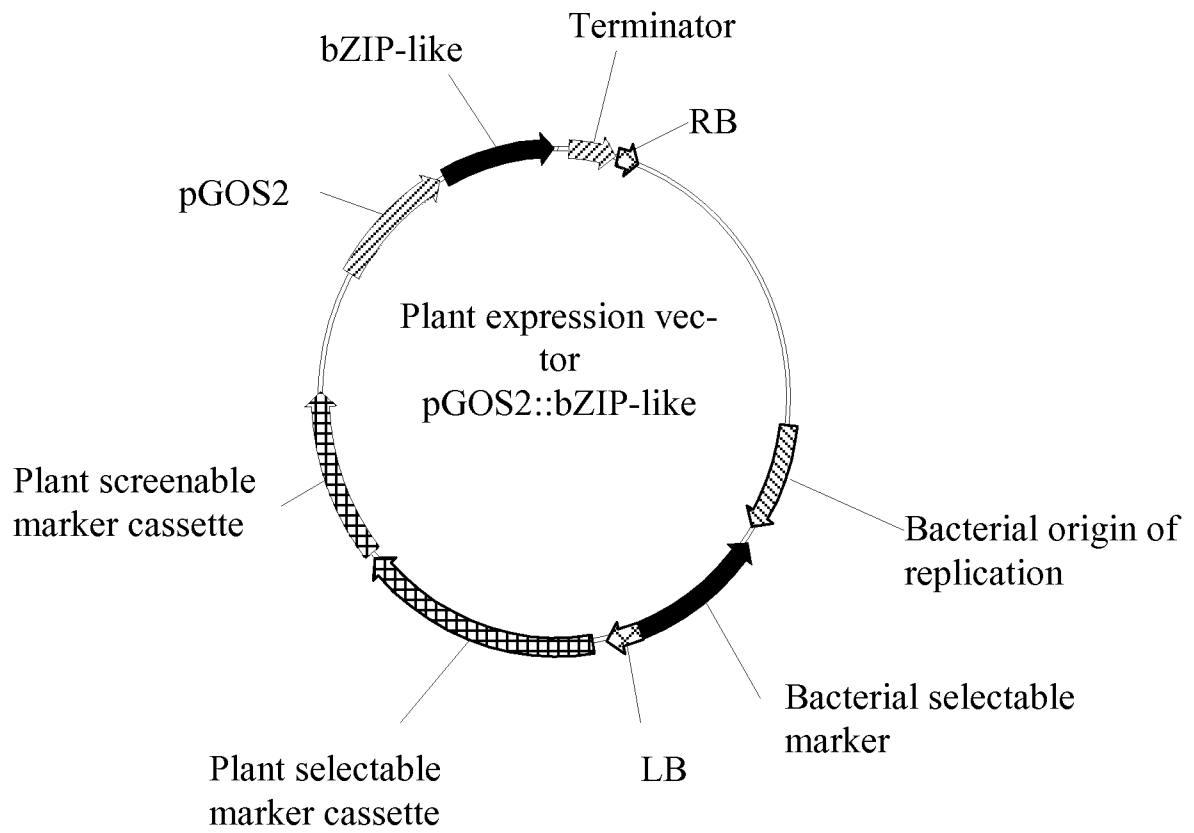 Terminator
bZIP-like
RB
pGOS2
Plant expression vec-
tor
pGOS2::bZIP-like
Plant screenable
marker cassette
Bacterial origin of
replication
Bacterial selectable
marker
LB
Plant selectable
marker cassette